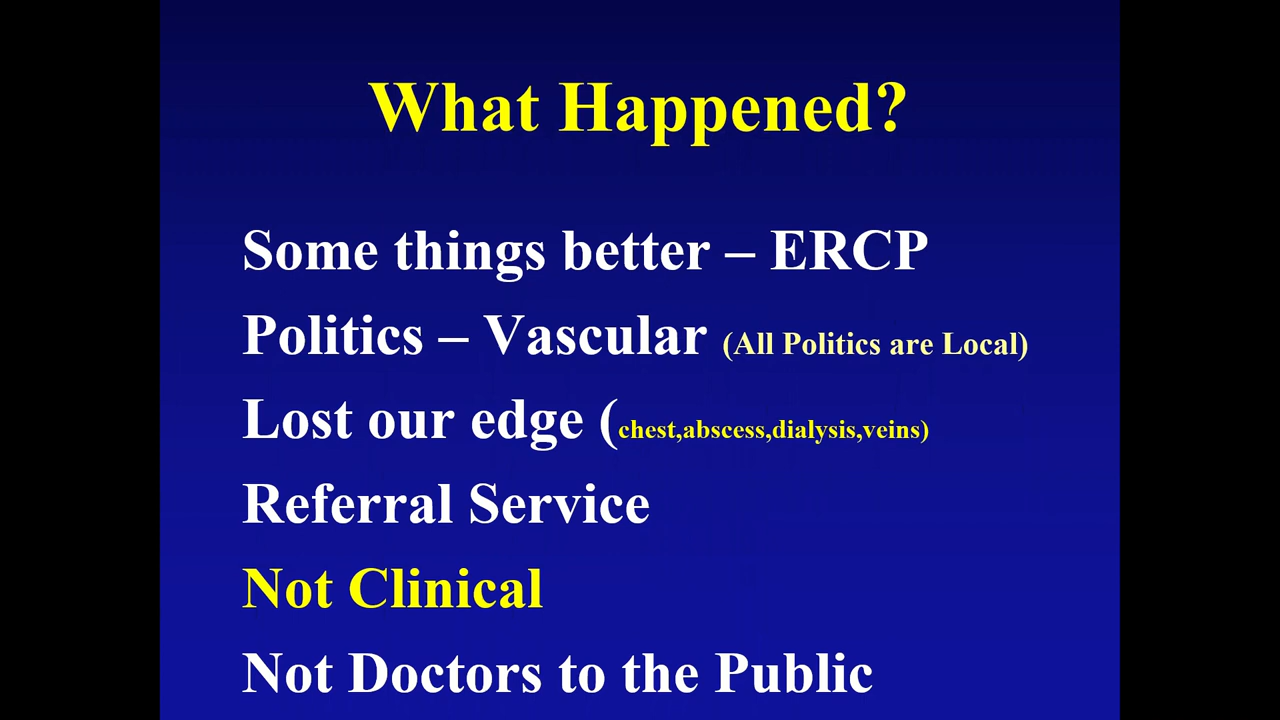 What Happened?
Some things better – ERCP
Politics – Vascular (All Politics are Local)
Lost our edge (chest,abscess,dialysis,veins)
Referral Service
Not Clinical
Not Doctors to the Public